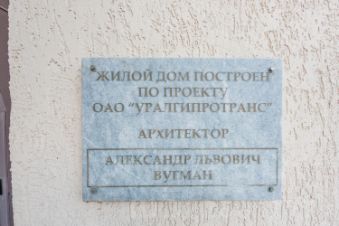 ЖИЛОЙ ДОМ ПОСТРОЕН
ПО ПРОЕКТУ
ОАО "УРАЛГИПРОТРАНС"
АРХИТЕКТОР
АЛЕКСАНДР ЛЬВОВИЧ
ВУГМАН